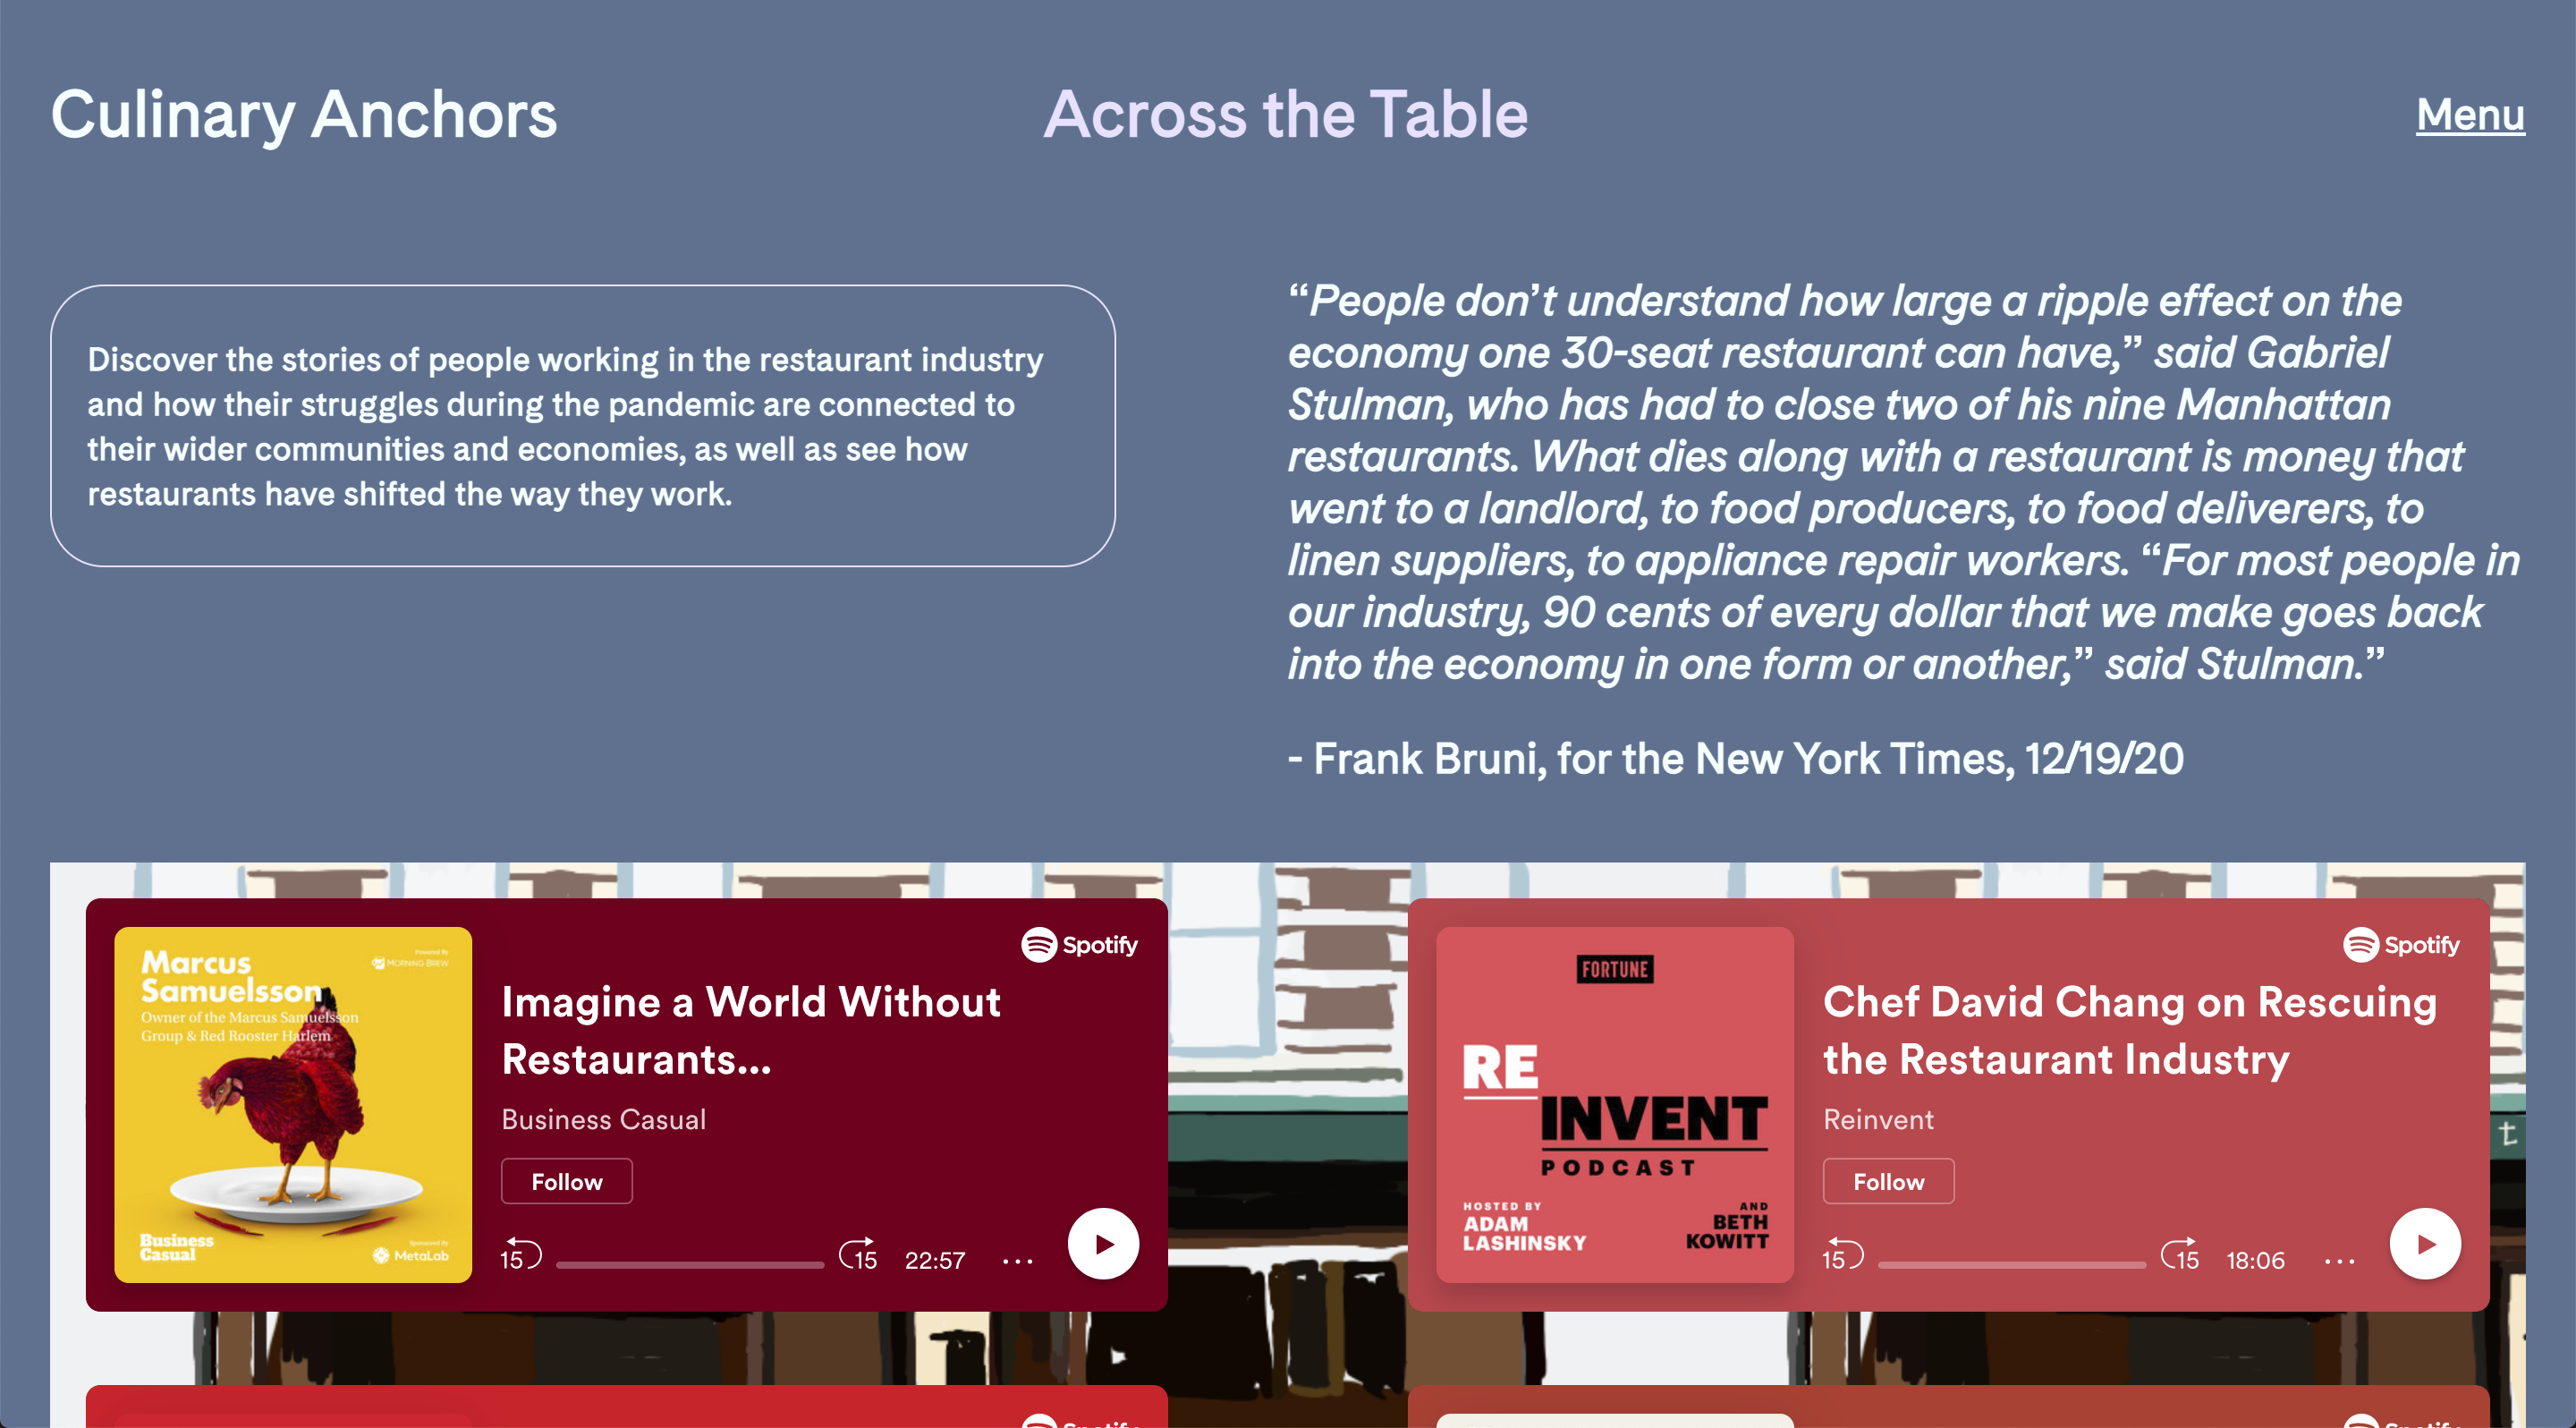 Culinary Anchors
Across the Table
Menu
Discover the stories of people working in the restaurant industry
and how their struggles during the pandemic are connected to
their wider communities and economies, as well as see how
restaurants have shifted the way they work.
“People don’t understand how large a ripple effect on the
economy one 30-seat restaurant can have,” said Gabriel
Stulman, who has had to close two of his nine Manhattan
restaurants. What dies along with a restaurant is money that
went to a landlord, to food producers, to food deliverers, to
linen suppliers, to appliance repair workers. “For most people in
our industry, 90 cents of every dollar that we make goes back
into the economy in one form or another,” said Stulman.”
- Frank Bruni, for the New York Times, 12/19/20
Marcus
Samuelsson
Owner of the Marcus Samuelsson
Group & Red Rooster Harlem
Powered By
MORNING BREW
Business
Casual
Sponsored By
MetaLab
Spotify
Imagine a World Without
Restaurants...
Business Casual
Follow
15
15
22:57
FORTUNE
RE
INVENT
PODCAST
HOSTED BY
ADAM
LASHINSKY
AND
BETH
KOWITT
Spotify
Chef David Chang on Rescuing
the Restaurant Industry
Reinvent
Follow
15
15
18:06
t
Spotify
Spotify